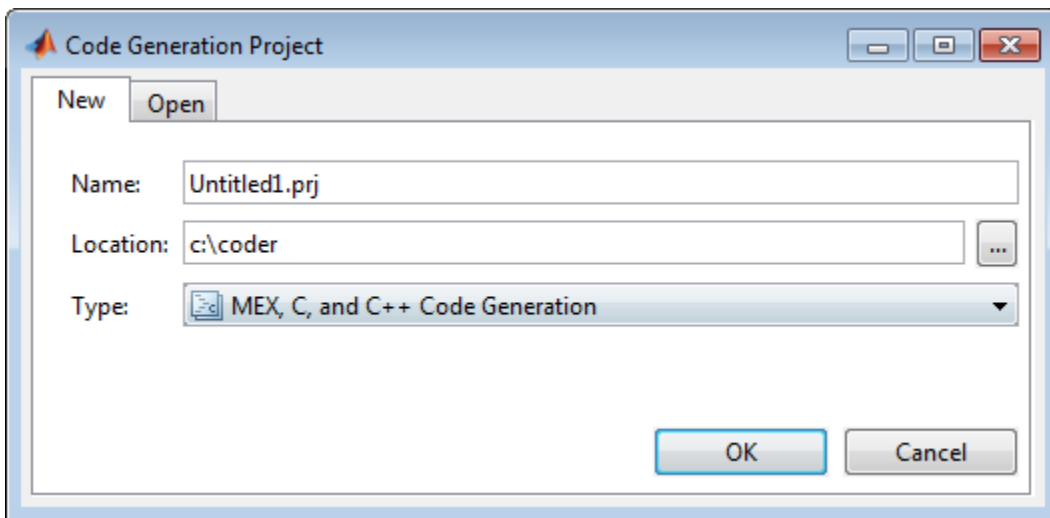 Code Generation Project
New Open
Name: Untitled1.prj
Location: c:\coder ...
Type: MEX, C, and C++ Code Generation
OK Cancel